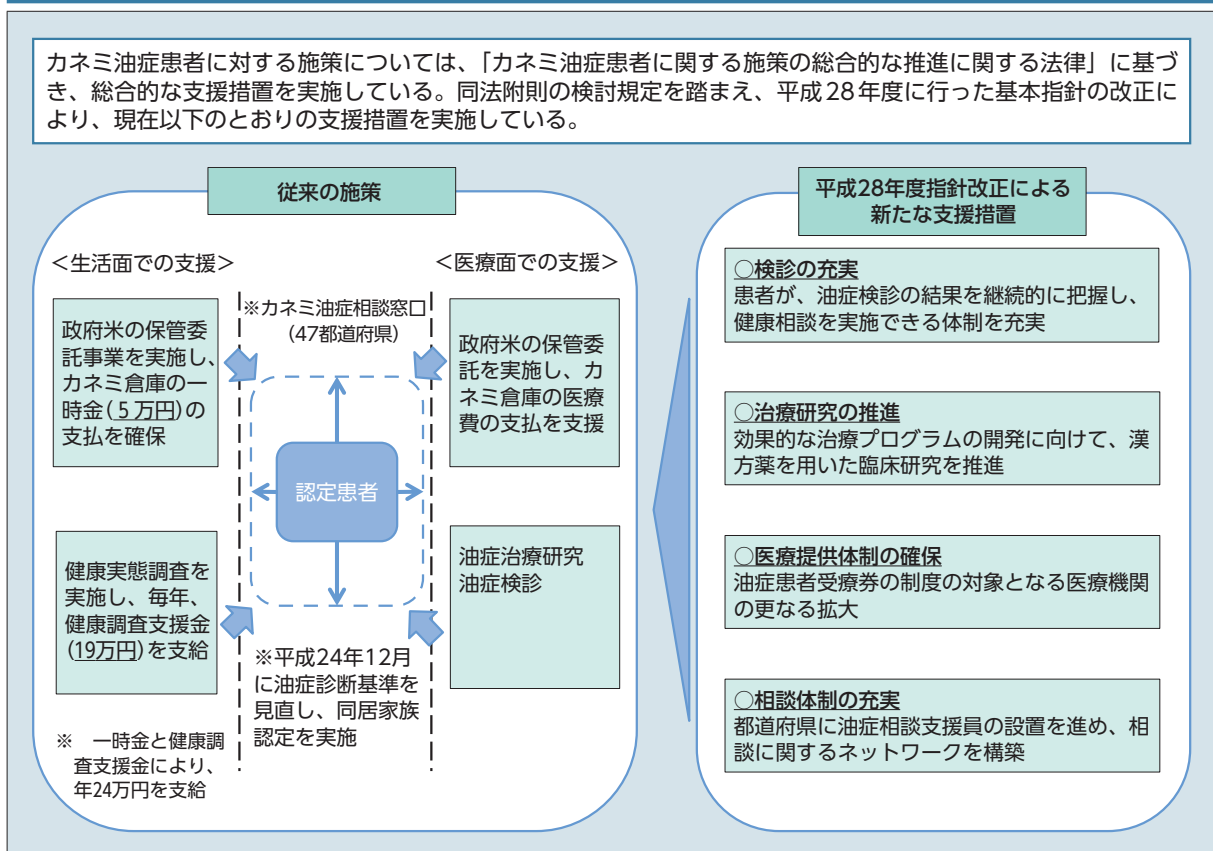 カネミ油症患者に対する施策については、「カネミ油症患者に関する施策の総合的な推進に関する法律」に基づ
き、総合的な支援措置を実施している。同法附則の検討規定を踏まえ、平成28年度に行った基本指針の改正に
より、現在以下のとおりの支援措置を実施している。
従来の施策
＜生活面での支援＞
政府米の保管委
託事業を実施し、
カネミ倉庫の一
時金(５万円)の
支払を確保
健康実態調査を
実施し、毎年、
健康調査支援金
(19万円)を支給
※　一時金と健康調
査支援金により、
年24万円を支給
※カネミ油症相談窓口
(47都道府県)
認定患者
※平成24年12月
に油症診断基準を
見直し、同居家族
認定を実施
＜医療面での支援＞
政府米の保管委
託を実施し、カ
ネミ倉庫の医療
費の支払を支援
油症治療研究
油症検診
平成28年度指針改正による
新たな支援措置
○検診の充実
患者が、油症検診の結果を継続的に把握し、
健康相談を実施できる体制を充実
○治療研究の推進
効果的な治療プログラムの開発に向けて、漢
方薬を用いた臨床研究を推進
○医療提供体制の確保
油症患者受療券の制度の対象となる医療機関
の更なる拡大
○相談体制の充実
都道府県に油症相談支援員の設置を進め、相
談に関するネットワークを構築